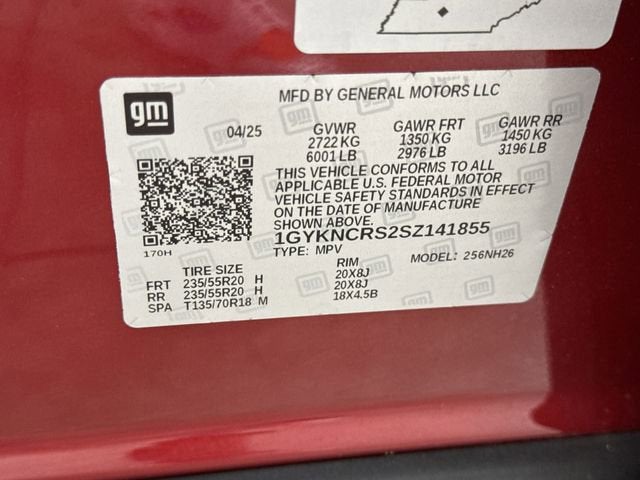 gm
MFD BY GENERAL MOTORS LLC
04/25 GVWR GAWR FRT GAWR RR
2722 KG 1350 KG 1450 KG
6001 LB 2976 LB 3196 LB
THIS VEHICLE CONFORMS TO ALL
APPLICABLE U.S. FEDERAL MOTOR
VEHICLE SAFETY STANDARDS IN EFFECT
ON THE DATE OF MANUFACTURE
SHOWN ABOVE.
1GYKNCRS2SZ141855
170H TYPE: MPV MODEL: 256NH26
TIRE SIZE RIM
FRT 235/55R20 H 20X8J
RR 235/55R20 H 20X8J
SPA T135/70R18 M 18X4.5B